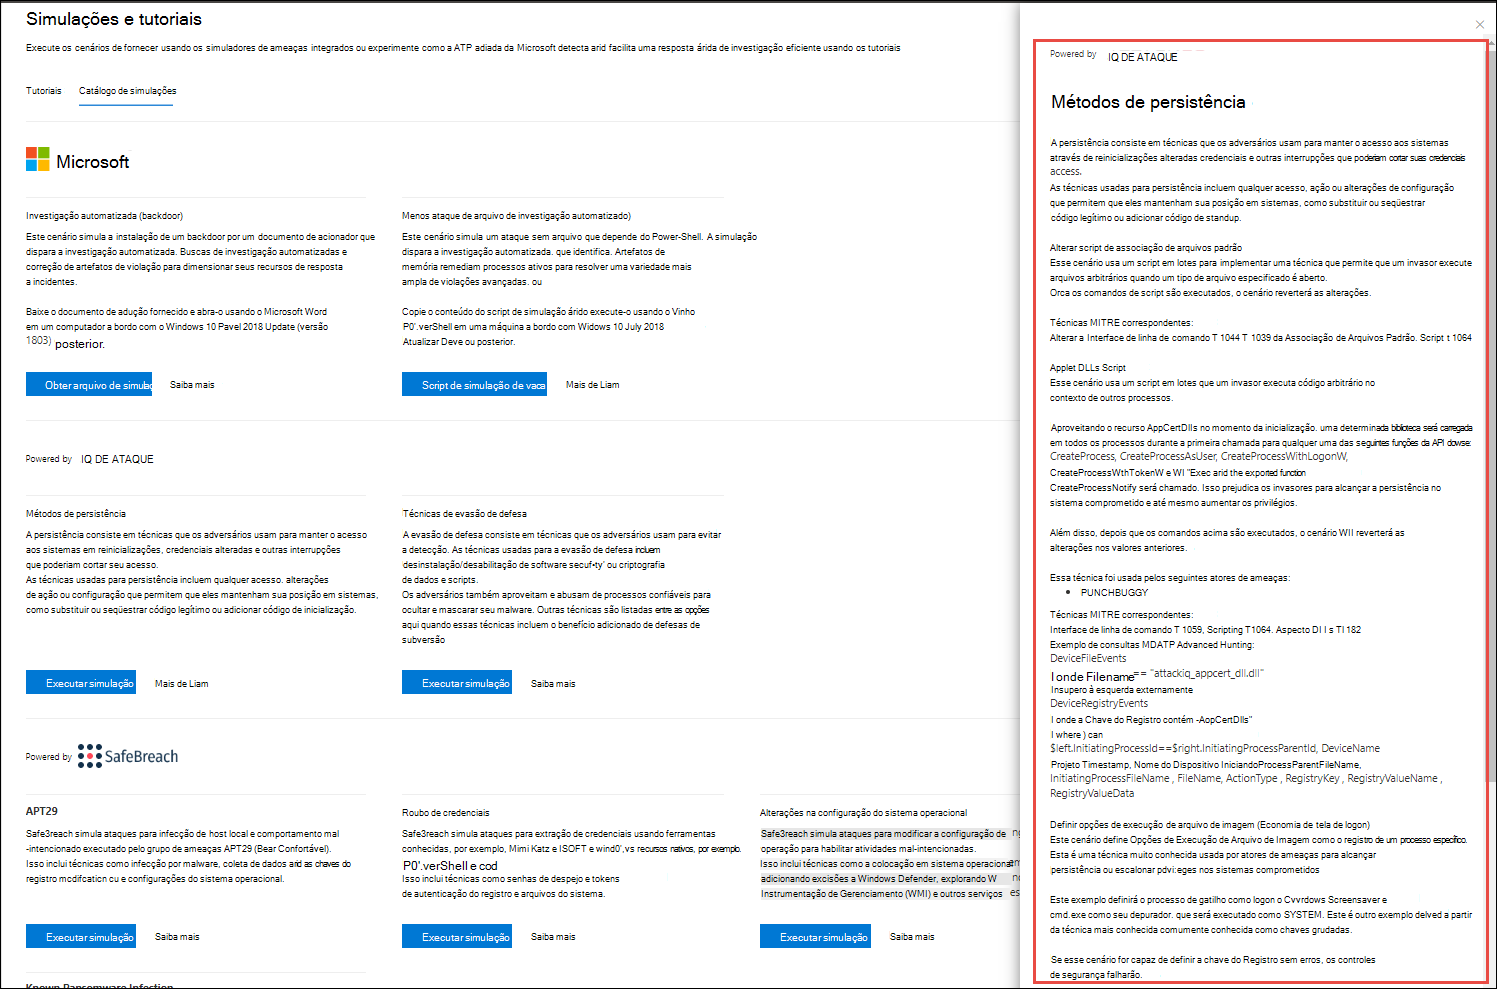 Simulações e tutoriais
Execute os cenários de fornecer usando os simuladores de ameaças integrados ou experimente como a ATP adiada da Microsoft detecta arid facilita uma resposta árida de investigação eficiente usando os tutoriais
Tutoriais
Catálogo de simulações
Microsoft
Investigação automatizada (backdoor)
Este cenário simula a instalação de um backdoor por um documento de acionador que
dispara a investigação automatizada. Buscas de investigação automatizadas e
correção de artefatos de violação para dimensionar seus recursos de resposta
a incidentes.
Baixe o documento de adução fornecido e abra-o usando o Microsoft Word
em um computador a bordo com o Windows 10 Pavel 2018 Update (versão
1803) posterior.
Obter arquivo de simulaç
Saiba mais
Menos ataque de arquivo de investigação automatizado)
Este cenário simula um ataque sem arquivo que depende do Power-Shell. A simulação
dispara a investigação automatizada. que identifica. Artefatos de
memória remediam processos ativos para resolver uma variedade mais
ampla de violações avançadas. ou
Copie o conteúdo do script de simulação árido execute-o usando o Vinho
P0'.verShell em uma máquina a bordo com Widows 10 July 2018
Atualizar Deve ou posterior.
Script de simulação de vaca
Mais de Liam
Powered by IQ DE ATAQUE
Métodos de persistência
A persistência consiste em técnicas que os adversários usam para manter o acesso
aos sistemas em reinicializações, credenciais alteradas e outras interrupções
que poderiam cortar seu acesso.
As técnicas usadas para persistência incluem qualquer acesso. alterações
de ação ou configuração que permitem que eles mantenham sua posição em sistemas,
como substituir ou seqüestrar código legítimo ou adicionar código de inicialização.
Executar simulação
Mais de Liam
Técnicas de evasão de defesa
A evasão de defesa consiste em técnicas que os adversários usam para evitar
a detecção. As técnicas usadas para a evasão de defesa incluem
desinstalação/desabilitação de software secuf•ty' ou criptografia
de dados e scripts.
Os adversários também aproveitam e abusam de processos confiáveis para
ocultar e mascarar seu malware. Outras técnicas são listadas entre as opções
aqui quando essas técnicas incluem o benefício adicionado de defesas de
subversão
Executar simulação
Saiba mais
Powered by SafeBreach
APT29
Safe3reach simula ataques para infecção de host local e comportamento mal
-intencionado executado pelo grupo de ameaças APT29 (Bear Confortável).
Isso inclui técnicas como infecção por malware, coleta de dados arid as chaves do
registro mcdifcation ou e configurações do sistema operacional.
Executar simulação
Saiba mais
Roubo de credenciais
Safe3reach simula ataques para extração de credenciais usando ferramentas
conhecidas, por exemplo, Mimi Katz e ISOFT e wind0',vs recursos nativos, por exemplo.
P0'.verShell e cod
Isso inclui técnicas como senhas de despejo e tokens
de autenticação do registro e arquivos do sistema.
Executar simulação
Saiba mais
Alterações na configuração do sistema operacional
Safe3reach simula ataques para modificar a configuração de
operação para habilitar atividades mal-intencionadas.
Isso inclui técnicas como a colocação em sistema operacional
adicionando excisões a Windows Defender, explorando W
Instrumentação de Gerenciamento (WMI) e outros serviços
Executar simulação
Saiba mais
Known Ransomware Infection
Powered by IQ DE ATAQUE
Métodos de persistência
A persistência consiste em técnicas que os adversários usam para manter o acesso aos sistemas
através de reinicializações alteradas credenciais e outras interrupções que poderiam cortar suas credenciais
access.
As técnicas usadas para persistência incluem qualquer acesso, ação ou alterações de configuração
que permitem que eles mantenham sua posição em sistemas, como substituir ou seqüestrar
código legítimo ou adicionar código de standup.
Alterar script de associação de arquivos padrão
Esse cenário usa um script em lotes para implementar uma técnica que permite que um invasor execute
arquivos arbitrários quando um tipo de arquivo especificado é aberto.
Orca os comandos de script são executados, o cenário reverterá as alterações.
Técnicas MITRE correspondentes:
Alterar a Interface de linha de comando T 1044 T 1039 da Associação de Arquivos Padrão. Script t 1064
Applet DLLs Script
Esse cenário usa um script em lotes que um invasor executa código arbitrário no
contexto de outros processos.
Aproveitando o recurso AppCertDlls no momento da inicialização. uma determinada biblioteca será carregada
em todos os processos durante a primeira chamada para qualquer uma das seguintes funções da API dowse:
CreateProcess, CreateProcessAsUser, CreateProcessWithLogonW,
CreateProcessWthTokenW e WI "Exec arid the exported function
CreateProcessNotify será chamado. Isso prejudica os invasores para alcançar a persistência no
sistema comprometido e até mesmo aumentar os privilégios.
Além disso, depois que os comandos acima são executados, o cenário WII reverterá as
alterações nos valores anteriores.
Essa técnica foi usada pelos seguintes atores de ameaças:
• PUNCHBUGGY
Técnicas MITRE correspondentes:
Interface de linha de comando T 1059, Scripting T1064. Aspecto DI I s TI 182
Exemplo de consultas MDATP Advanced Hunting:
DeviceFileEvents
I onde Filename== "attackiq_appcert_dll.dll"
Insupero à esquerda externamente
DeviceRegistryEvents
I onde a Chave do Registro contém -AopCertDlls"
I where ) can
$left.InitiatingProcessId==$right.InitiatingProcessParentId, DeviceName
Projeto Timestamp, Nome do Dispositivo IniciandoProcessParentFileName,
InitiatingProcessFileName , FileName, ActionType , RegistryKey , RegistryValueName ,
RegistryValueData
Definir opções de execução de arquivo de imagem (Economia de tela de logon)
Este cenário define Opções de Execução de Arquivo de Imagem como o registro de um processo específico.
Esta é uma técnica muito conhecida usada por atores de ameaças para alcançar
persistência ou escalonar pdvi:eges nos sistemas comprometidos
Este exemplo definirá o processo de gatilho como logon o Cvvrdows Screensaver e
cmd.exe como seu depurador. que será executado como SYSTEM. Este é outro exemplo delved a partir
da técnica mais conhecida comumente conhecida como chaves grudadas.
Se esse cenário for capaz de definir a chave do Registro sem erros, os controles
de segurança falharão.